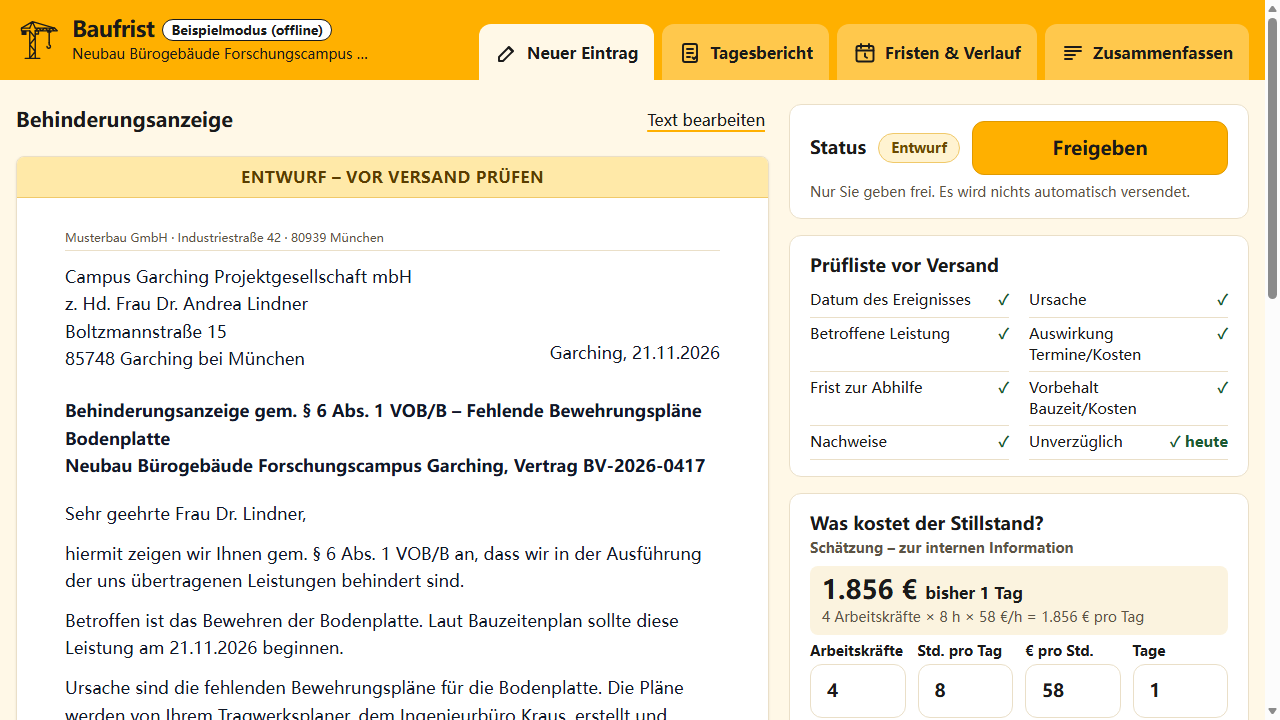 Baufrist
Beispielmodus (offline)
Neubau Bürogebäude Forschungscampus ...
Neuer Eintrag
Tagesbericht
Fristen & Verlauf
Zusammenfassen
Behinderungsanzeige
Text bearbeiten
ENTWURF – VOR VERSAND PRÜFEN
Musterbau GmbH · Industriestraße 42 · 80939 München
Campus Garching Projektgesellschaft mbH
z. Hd. Frau Dr. Andrea Lindner
Boltzmannstraße 15
85748 Garching bei München
Garching, 21.11.2026
Behinderungsanzeige gem. § 6 Abs. 1 VOB/B – Fehlende Bewehrungspläne
Bodenplatte
Neubau Bürogebäude Forschungscampus Garching, Vertrag BV-2026-0417
Sehr geehrte Frau Dr. Lindner,
hiermit zeigen wir Ihnen gem. § 6 Abs. 1 VOB/B an, dass wir in der Ausführung
der uns übertragenen Leistungen behindert sind.
Betroffen ist das Bewehren der Bodenplatte. Laut Bauzeitenplan sollte diese
Leistung am 21.11.2026 beginnen.
Ursache sind die fehlenden Bewehrungspläne für die Bodenplatte. Die Pläne
werden von Ihrem Tragwerksplaner, dem Ingenieurbüro Kraus, erstellt und
Status
Entwurf
Freigeben
Nur Sie geben frei. Es wird nichts automatisch versendet.
Prüfliste vor Versand
Datum des Ereignisses ✓
Ursache ✓
Betroffene Leistung ✓
Auswirkung ✓
Termine/Kosten
Frist zur Abhilfe ✓
Vorbehalt ✓
Bauzeit/Kosten
Nachweise ✓
Unverzüglich ✓ heute
Was kostet der Stillstand?
Schätzung – zur internen Information
1.856 € bisher 1 Tag
4 Arbeitskräfte × 8 h × 58 €/h = 1.856 € pro Tag
Arbeitskräfte Std. pro Tag € pro Std. Tage
4 8 58 1